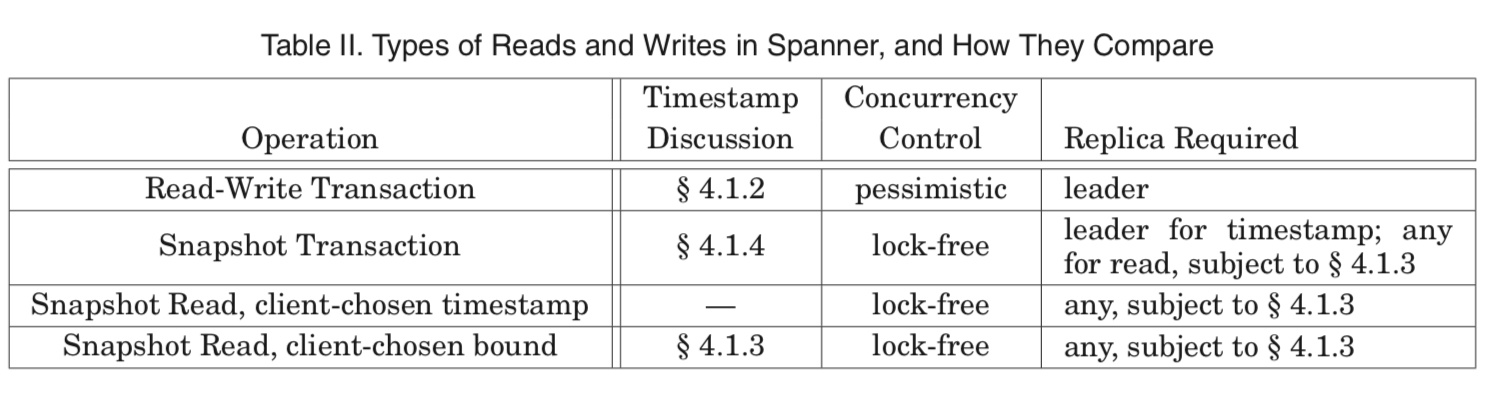 Table II. Types of Reads and Writes in Spanner, and How They Compare
Operation Timestamp Discussion Concurrency Control Replica Required
Read-Write Transaction § 4.1.2 pessimistic leader
Snapshot Transaction § 4.1.4 lock-free leader for timestamp; any
for read, subject to § 4.1.3
Snapshot Read, client-chosen timestamp — lock-free any, subject to § 4.1.3
Snapshot Read, client-chosen bound § 4.1.3 lock-free any, subject to § 4.1.3